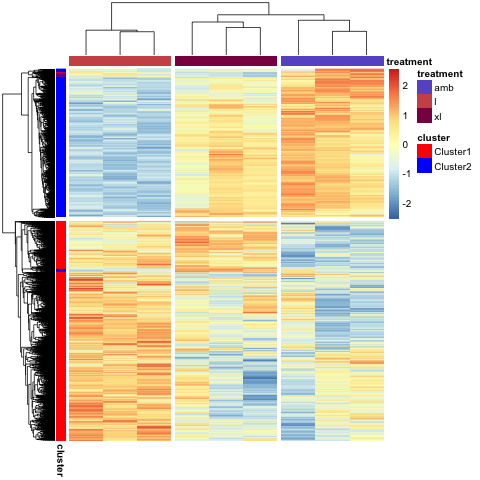 treatment
treatment
amb
l
xl
cluster
Cluster1
Cluster2
2
1
0
-1
-2
cluster